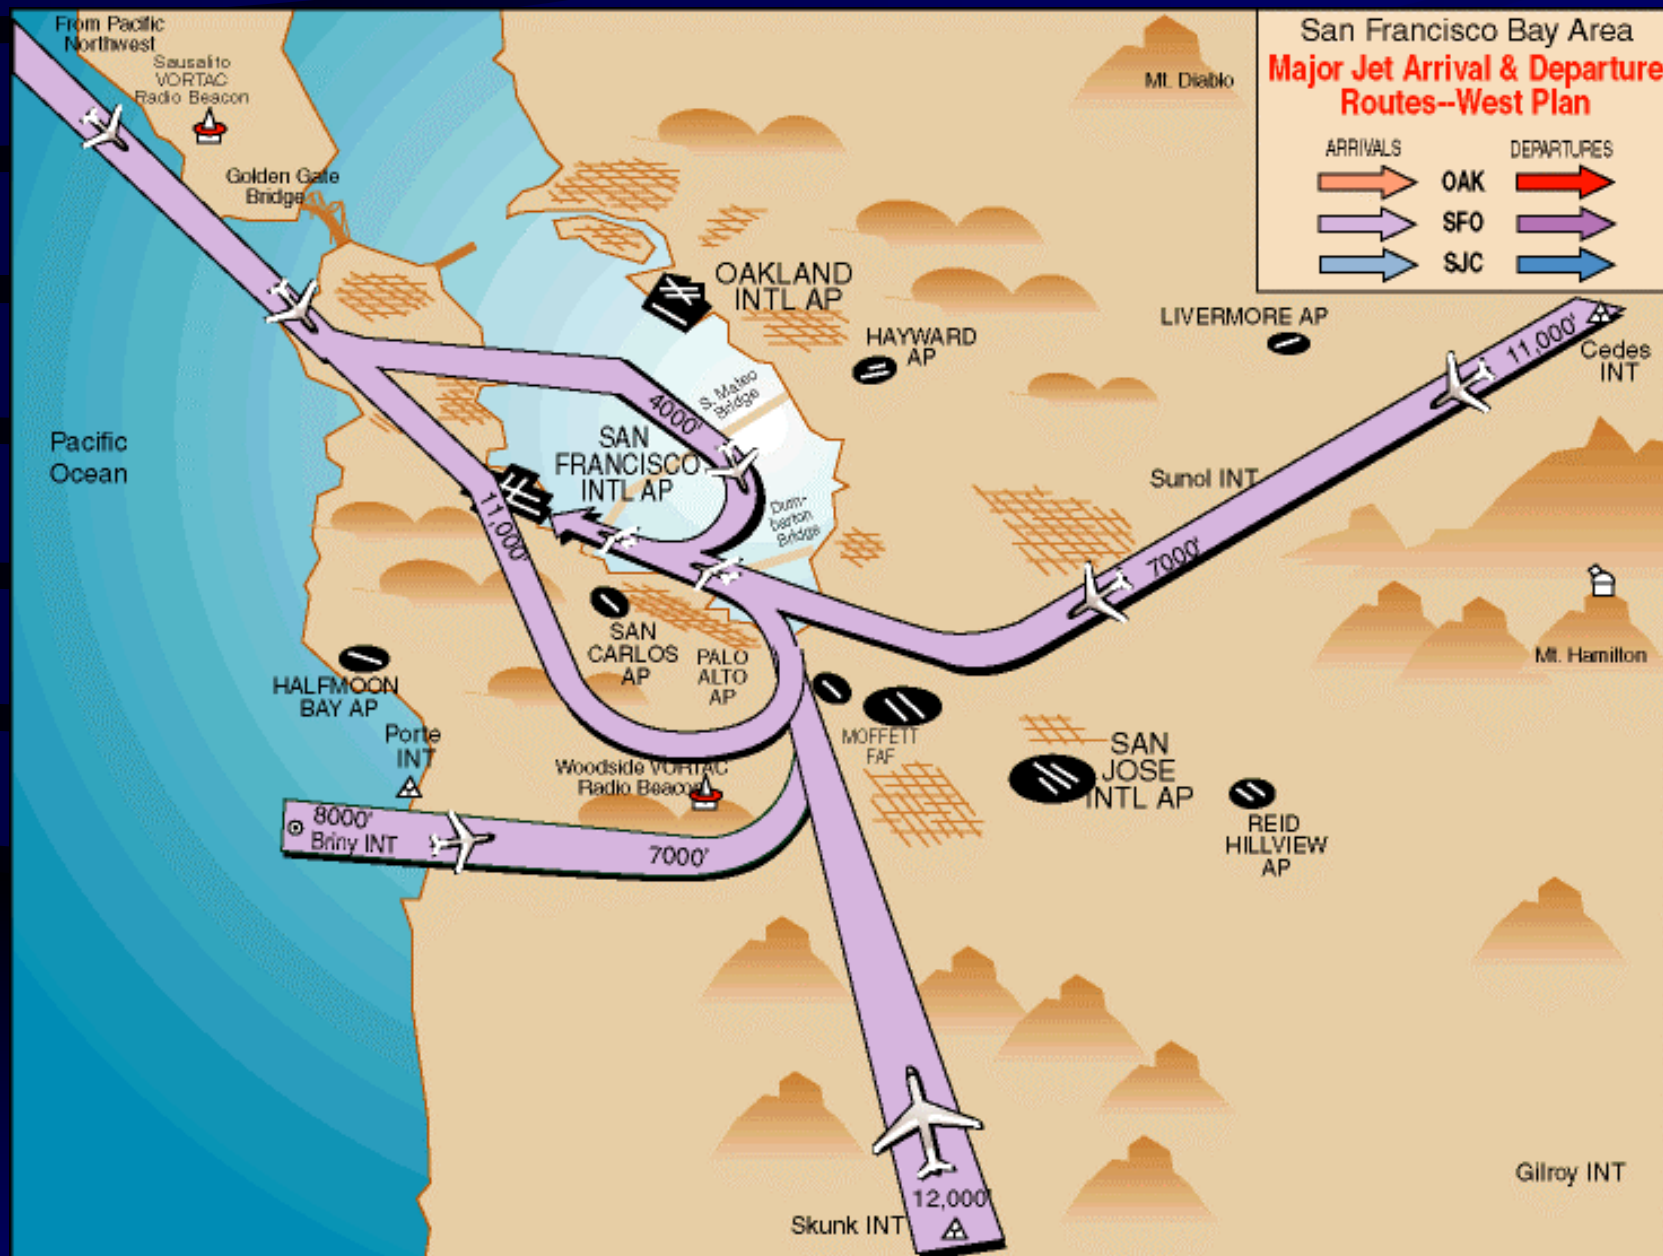 From Pacific
Northwest
Sausalito
VORTAC
Radio Beacon
Golden Gate
Bridge
San Francisco Bay Area
Major Jet Arrival & Departure
Routes--West Plan
ARRIVALS
DEPARTURES
OAK
SFO
SJC
Mt. Diablo
OAKLAND
INTL AP
HAYWARD
AP
LIVERMORE AP
11,000'
Cedes
INT
Pacific
Ocean
4000'
S. Mateo
Bridge
SAN
FRANCISCO
INTL AP
11,000'
Dum-
barton
Bridge
Sunol INT
7000'
Mt. Hamilton
SAN
CARLOS
AP
PALO
ALTO
AP
HALFMOON
BAY AP
Porte
INT
MOFFETT
FAF
SAN
JOSE
INTL AP
Woodside VORTAC
Radio Beacon
REID
HILLVIEW
AP
8000'
Briny INT
7000'
12,000'
Skunk INT
Gilroy INT